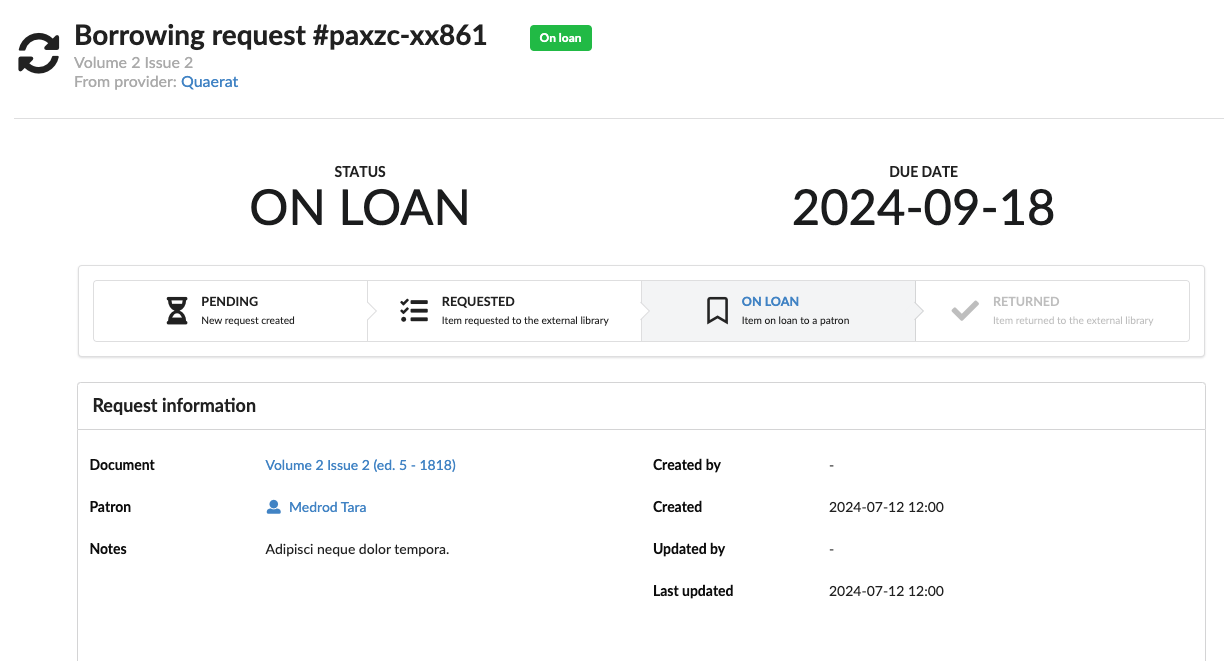 Borrowing request #paxzc-xx861
On loan
Volume 2 Issue 2
From provider: Quaerat
STATUS
ON LOAN
DUE DATE
2024-09-18
PENDING
New request created
REQUESTED
Item requested to the external library
ON LOAN
Item on loan to a patron
RETURNED
Item returned to the external library
Request information
Document
Volume 2 Issue 2 (ed. 5 - 1818)
Patron
Medrod Tara
Notes
Adipisci neque dolor tempora.
Created by
-
Created
2024-07-12 12:00
Updated by
-
Last updated
2024-07-12 12:00